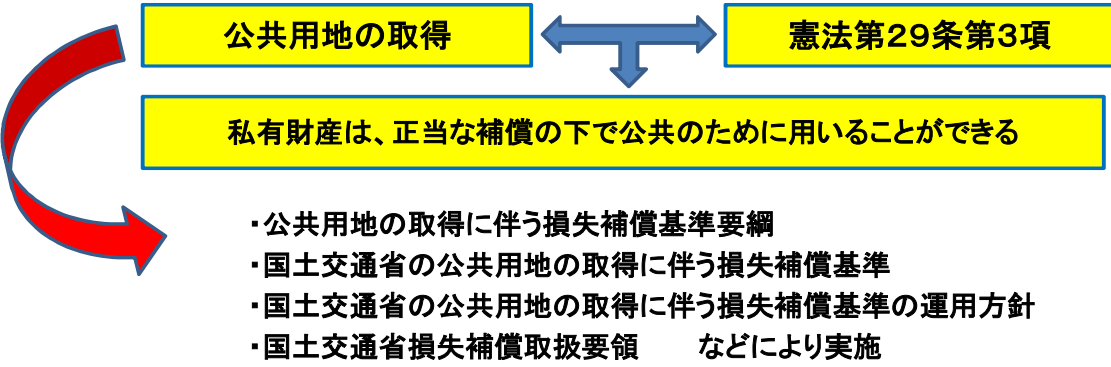 公共用地の取得
憲法第29条第3項
私有財産は、正当な補償の下で公共のために用いることができる
・公共用地の取得に伴う損失補償基準要綱
・国土交通省の公共用地の取得に伴う損失補償基準
・国土交通省の公共用地の取得に伴う損失補償基準の運用方針
・国土交通省損失補償取扱要領　　などにより実施